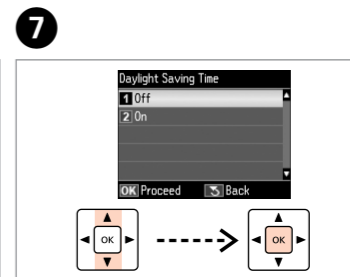 7
Daylight Saving Time
1 Off
2 On
OK Proceed Back
OK OK